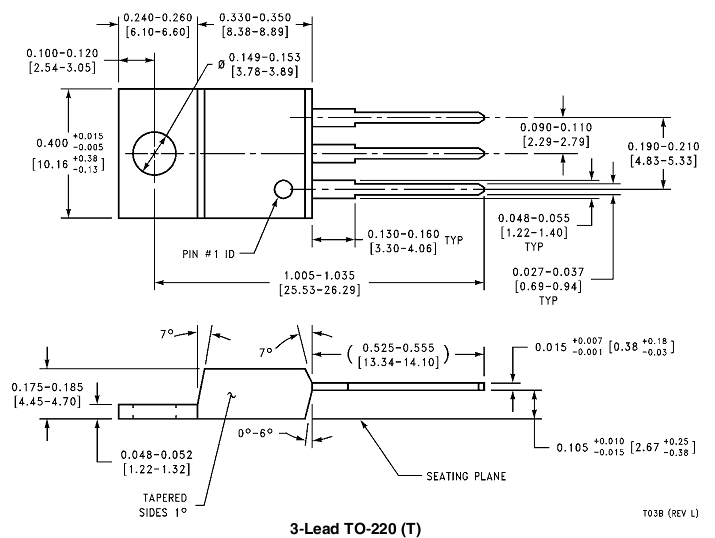 0.240–0.260
[6.10–6.60]
0.330–0.350
[8.38–8.89]
0.100–0.120
[2.54–3.05]
Ø 0.149–0.153
[3.78–3.89]
0.400 +0.015 -0.005
[10.16 +0.38 -0.13]
0.090–0.110
[2.29–2.79]
0.190–0.210
[4.83–5.33]
0.048–0.055
[1.22–1.40]
TYP
0.130–0.160 TYP
[3.30–4.06]
PIN #1 ID
1.005–1.035
[25.53–26.29]
0.027–0.037
[0.69–0.94]
TYP
7°
7°
(0.525–0.555)
[13.34–14.10]
0.015 +0.007 -0.001 [0.38 +0.18 -0.03]
0.175–0.185
[4.45–4.70]
0°–6°
0.105 +0.010 -0.015 [2.67 +0.25 -0.38]
0.048–0.052
[1.22–1.32]
SEATING PLANE
TAPERED
SIDES 1°
T03B (REV L)
3-Lead TO-220 (T)